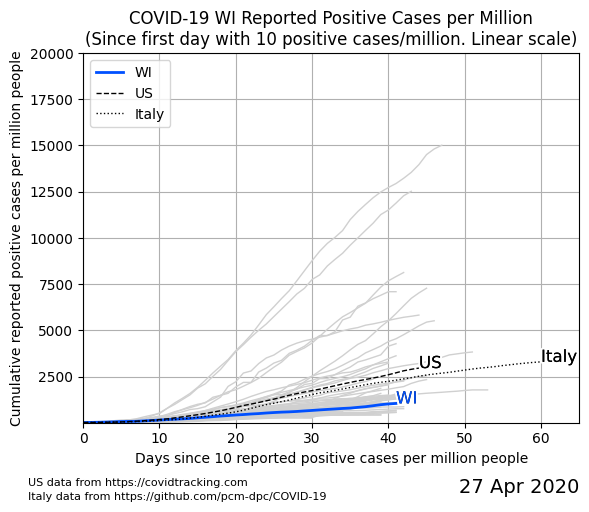 COVID-19 WI Reported Positive Cases per Million
(Since first day with 10 positive cases/million. Linear scale)
Cumulative reported positive cases per million people
20000
17500
15000
12500
10000
7500
5000
2500
WI
US
Italy
US
Italy
WI
0
10
20
30
40
50
60
Days since 10 reported positive cases per million people
US data from https://covidtracking.com
Italy data from https://github.com/pcm-dpc/COVID-19
27 Apr 2020